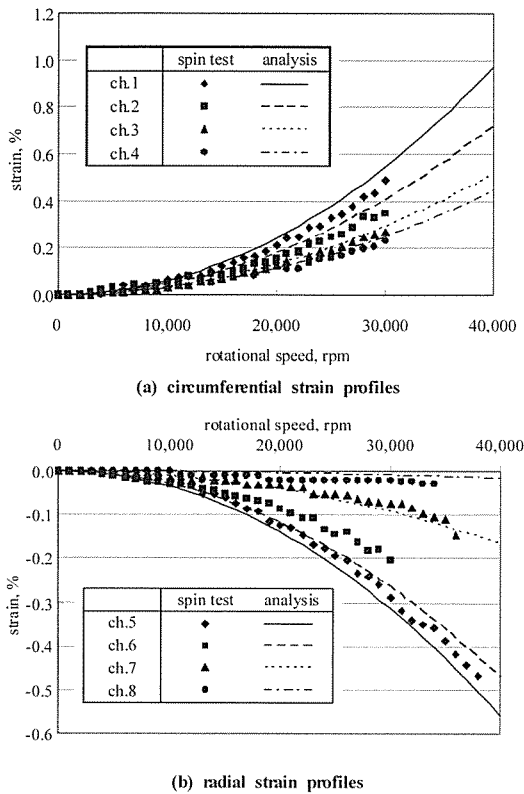 1.2
1.0
0.8
0.6
0.4
0.2
0.0
strain, %
spin test analysis
ch.1
ch.2
ch.3
ch.4
0 10,000 20,000 30,000 40,000
rotational speed, rpm
(a) circumferential strain profiles
rotational speed, rpm
0 10,000 20,000 30,000 40,000
0.0
-0.1
-0.2
-0.3
-0.4
-0.5
-0.6
strain, %
spin test analysis
ch.5
ch.6
ch.7
ch.8
(b) radial strain profiles